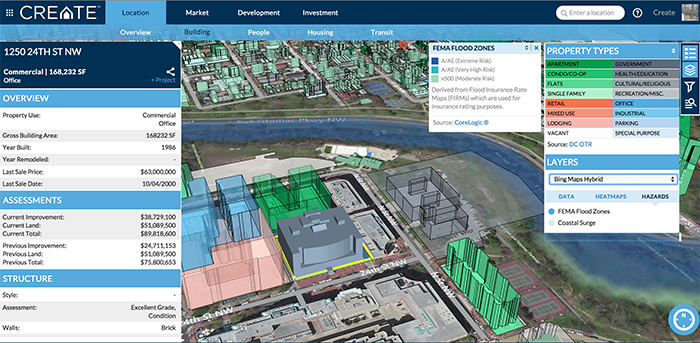 CREATE
Location
Market
Development
Investment
Enter a location
Create
Overview
Building
People
Housing
Transit
1250 24TH ST NW
Commercial | 168,232 SF
Office
+ Project
OVERVIEW
Property Use: Commercial
Office
Gross Building Area: 168232 SF
Year Built: 1986
Year Remodeled: -
Last Sale Price: $63,000,000
Last Sale Date: 10/04/2000
ASSESSMENTS
Current Improvement: $38,729,100
Current Land: $51,089,500
Current Total: $89,818,600
Previous Improvement: $24,711,153
Previous Land: $51,089,500
Previous Total: $75,800,653
STRUCTURE
Style: -
Assessment: Excellent Grade,
Condition
Walls: Brick
FEMA FLOOD ZONES
A/AE (Extreme Risk)
A/AE (Very High Risk)
x500 (Moderate Risk)
Derived from Flood Insurance Rate
Maps (FIRMs) which are used for
insurance rating purposes.
Source: CoreLogic ®
PROPERTY TYPES
APARTMENT GOVERNMENT
CONDO/CO-OP HEALTH/EDUCATION
FLATS CULTURAL/RELIGIOUS
SINGLE FAMILY RECREATION/MISC.
RETAIL OFFICE
MIXED USE INDUSTRIAL
LODGING PARKING
VACANT SPECIAL PURPOSE
Source: DC OTR
LAYERS
Bing Maps Hybrid
DATA HEATMAPS HAZARDS
FEMA Flood Zones
Coastal Surge
Pkwy NW
24th St NW
St NW
N